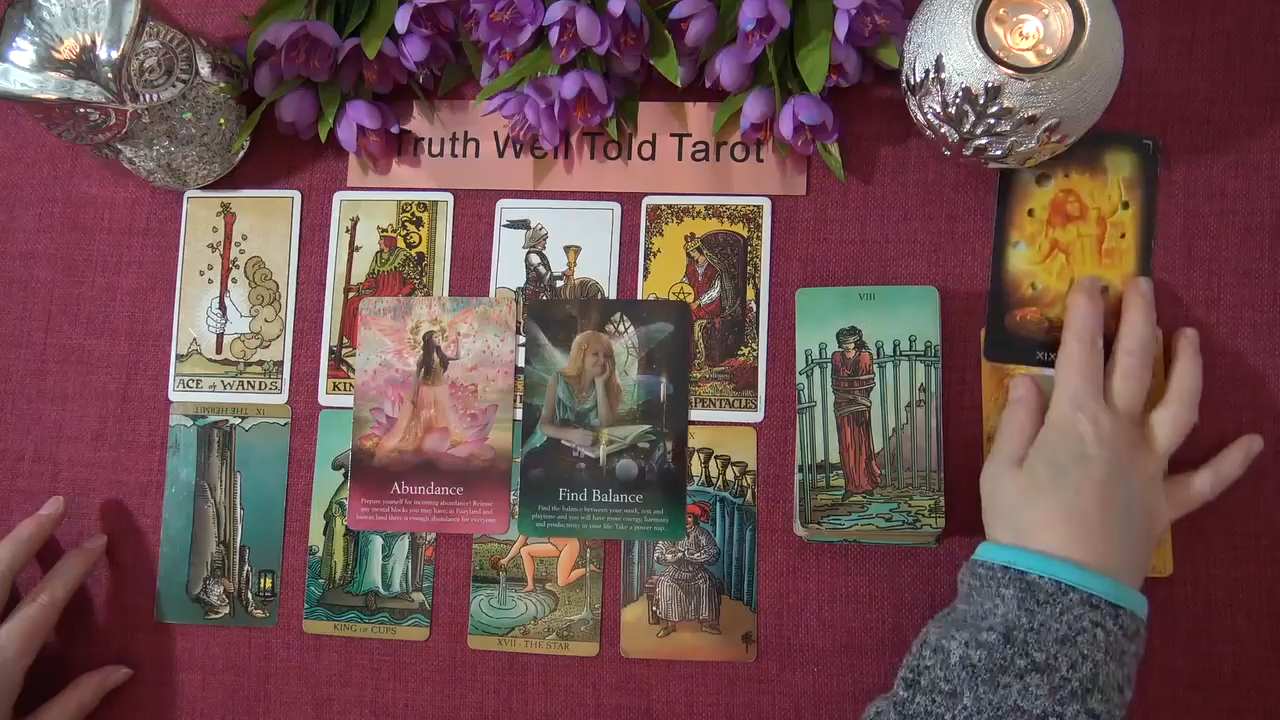 Truth Well Told Tarot
VIII
XIX
ACE of WANDS.
KIN
PENTACLES
IX THE HERMIT
X
Abundance
Prepare yourself for incoming abundance! Release
any mental blocks you may have; in Fairyland and
human land there is enough abundance for everyone.
Find Balance
Find the balance between your work, rest and
playtime and you will have more energy, harmony
and productivity in your life. Take a power nap.
KING OF CUPS
XVII - THE STAR